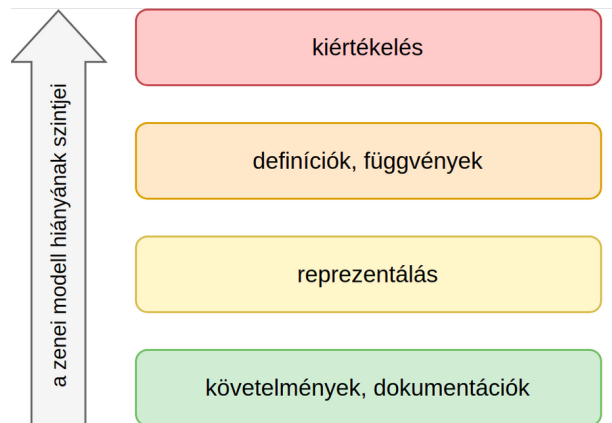 kiértékelés
definíciók, függvények
reprezentálás
követelmények, dokumentációk
a zenei modell hiányának szintjei